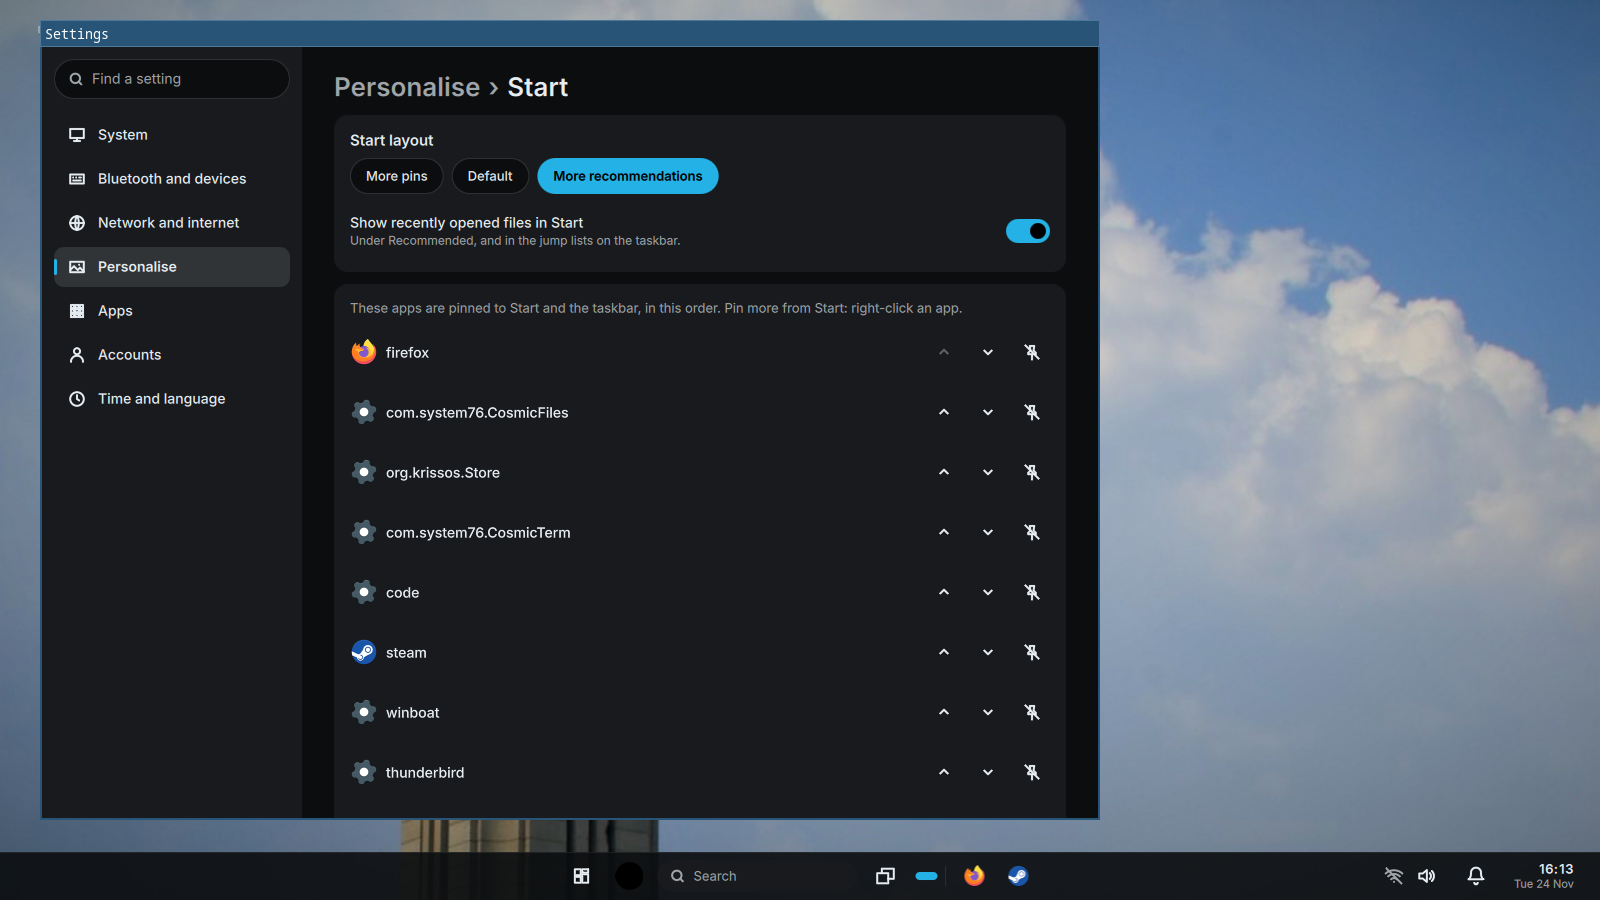 Settings
Find a setting
System
Bluetooth and devices
Network and internet
Personalise
Apps
Accounts
Time and language
Personalise › Start
Start layout
More pins
Default
More recommendations
Show recently opened files in Start
Under Recommended, and in the jump lists on the taskbar.
These apps are pinned to Start and the taskbar, in this order. Pin more from Start: right-click an app.
firefox
com.system76.CosmicFiles
org.krissos.Store
com.system76.CosmicTerm
code
steam
winboat
thunderbird
Search
16:13
Tue 24 Nov